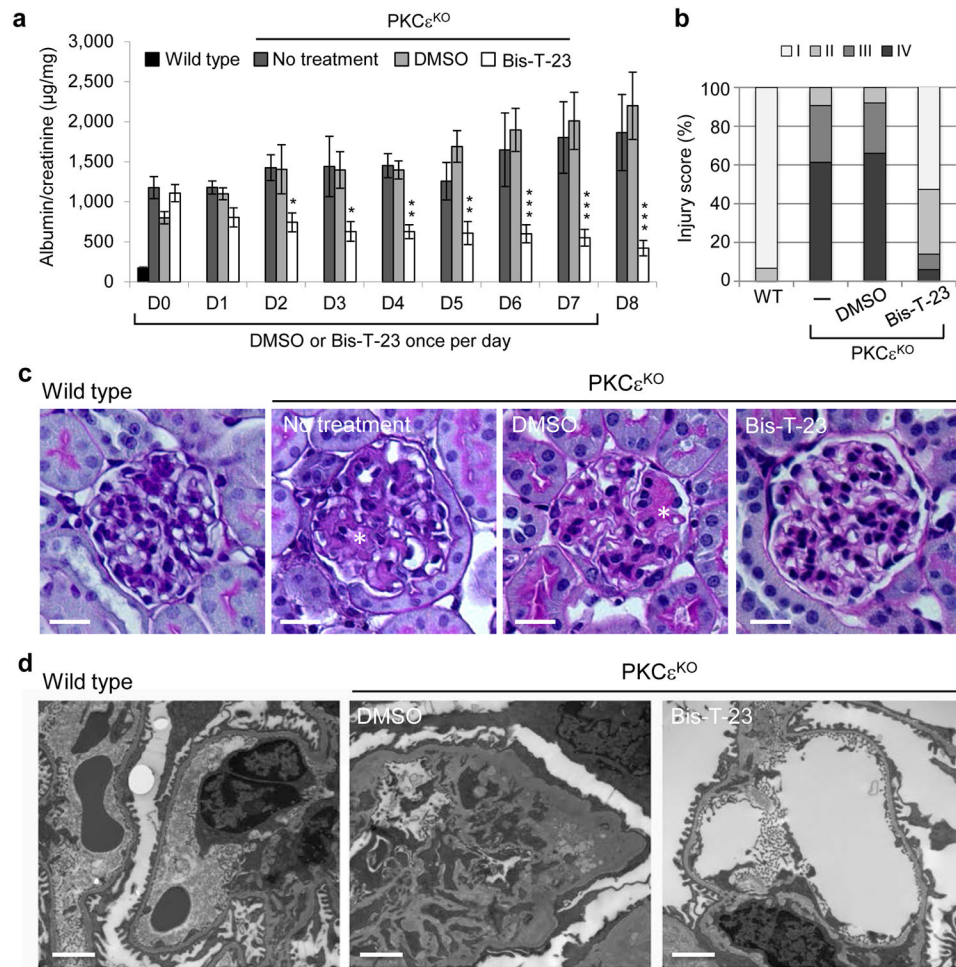 a
PKCε^KO
3,000
2,500
2,000
1,500
1,000
500
0
Albumin/creatinine (μg/mg)
Wild type No treatment DMSO Bis-T-23
* * ** ** *** *** ***
D0 D1 D2 D3 D4 D5 D6 D7 D8
DMSO or Bis-T-23 once per day
b
I II III IV
100
80
60
40
20
0
Injury score (%)
WT — DMSO Bis-T-23
PKCε^KO
c
Wild type
PKCε^KO
No treatment
*
DMSO
*
Bis-T-23
d
Wild type
PKCε^KO
DMSO
Bis-T-23